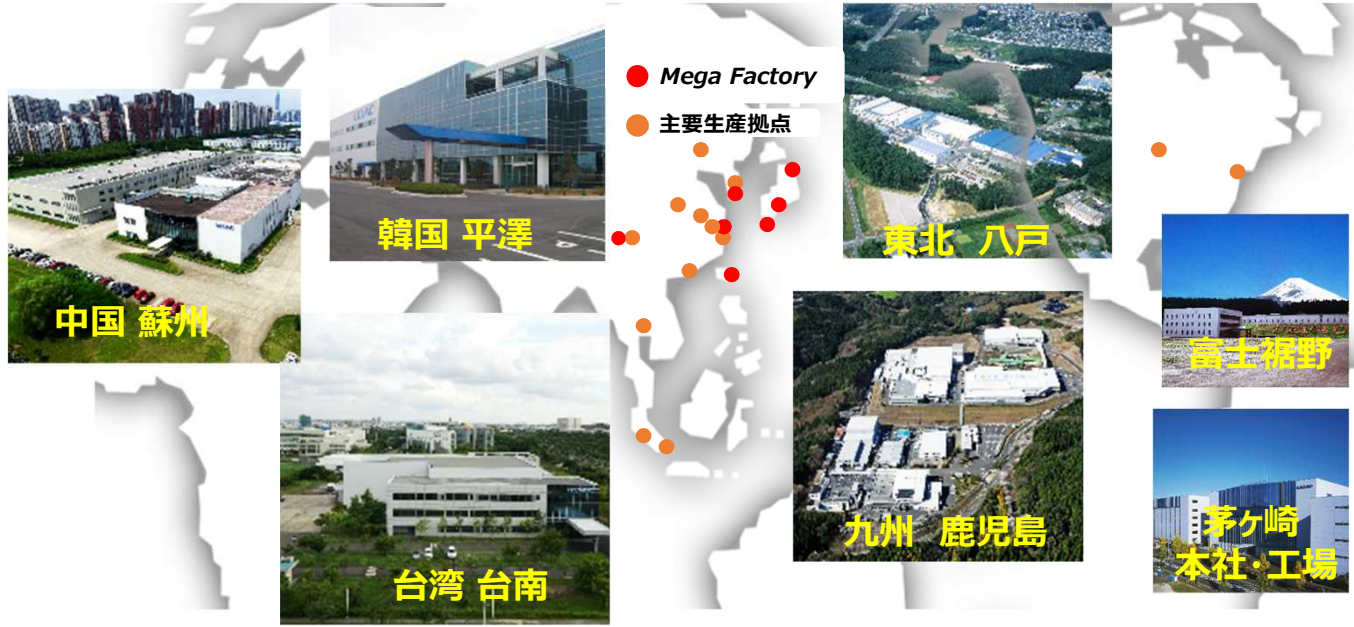 Mega Factory
主要生産拠点
中国 蘇州
韓国 平澤
台湾 台南
東北 八戸
九州 鹿児島
富士裾野
茅ヶ崎
本社・工場
ULVAC